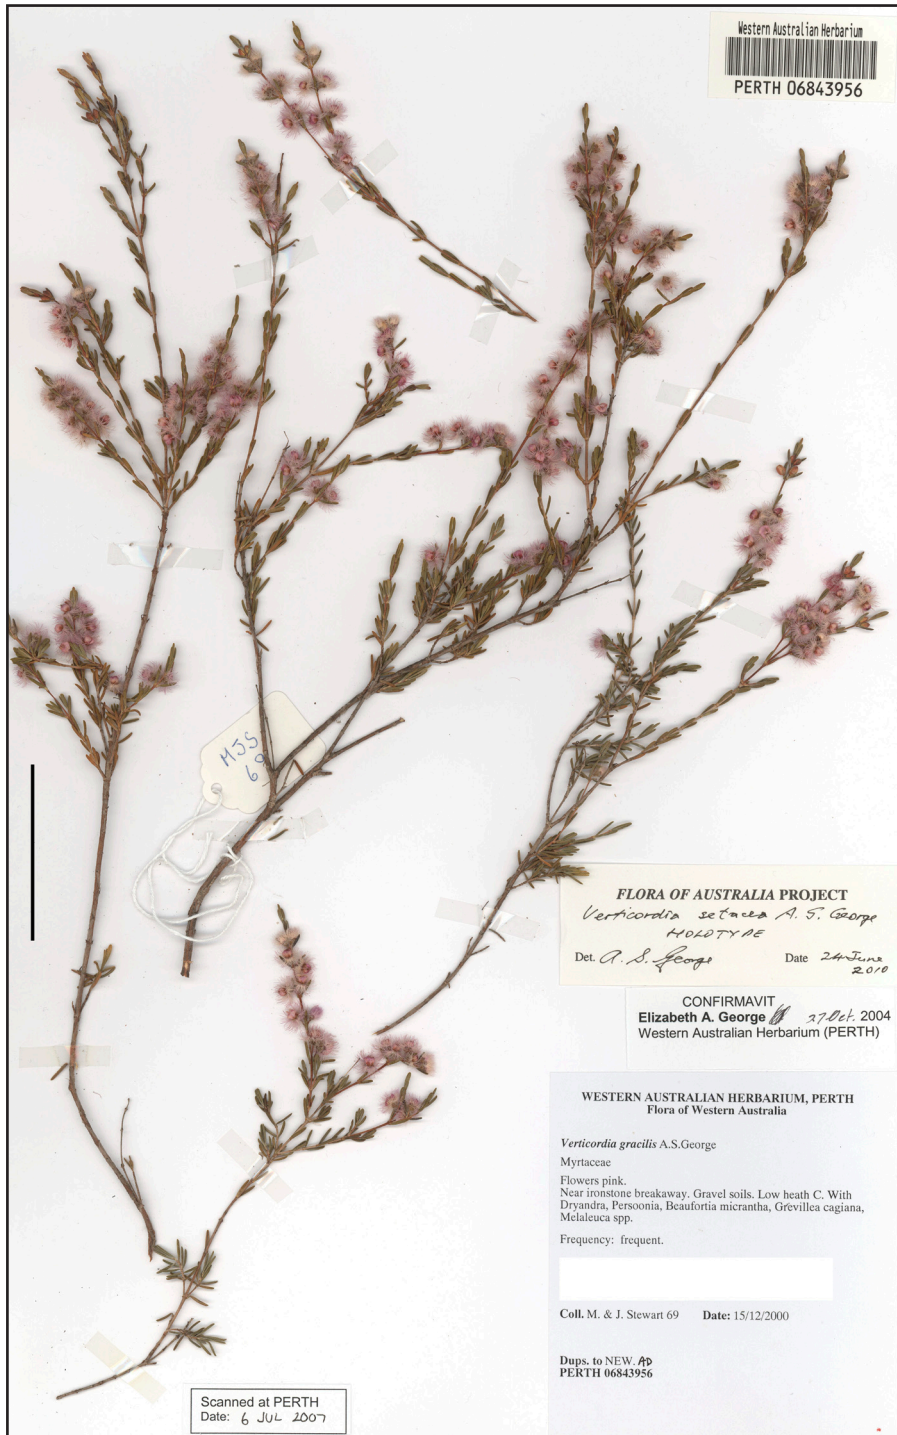 Western Australian Herbarium
PERTH 06843956
MJS
69
FLORA OF AUSTRALIA PROJECT
Verticordia setacea A. S. George
HOLOTYPE
Det. A. S. George Date 24 June
2010
CONFIRMAVIT
Elizabeth A. George 27 Oct. 2004
Western Australian Herbarium (PERTH)
WESTERN AUSTRALIAN HERBARIUM, PERTH
Flora of Western Australia
Verticordia gracilis A.S.George
Myrtaceae
Flowers pink.
Near ironstone breakaway. Gravel soils. Low heath C. With
Dryandra, Persoonia, Beaufortia micrantha, Grevillea cagiana,
Melaleuca spp.
Frequency: frequent.
Coll. M. & J. Stewart 69 Date: 15/12/2000
Dups. to NEW. AD
PERTH 06843956
Scanned at PERTH
Date: 6 JUL 2007